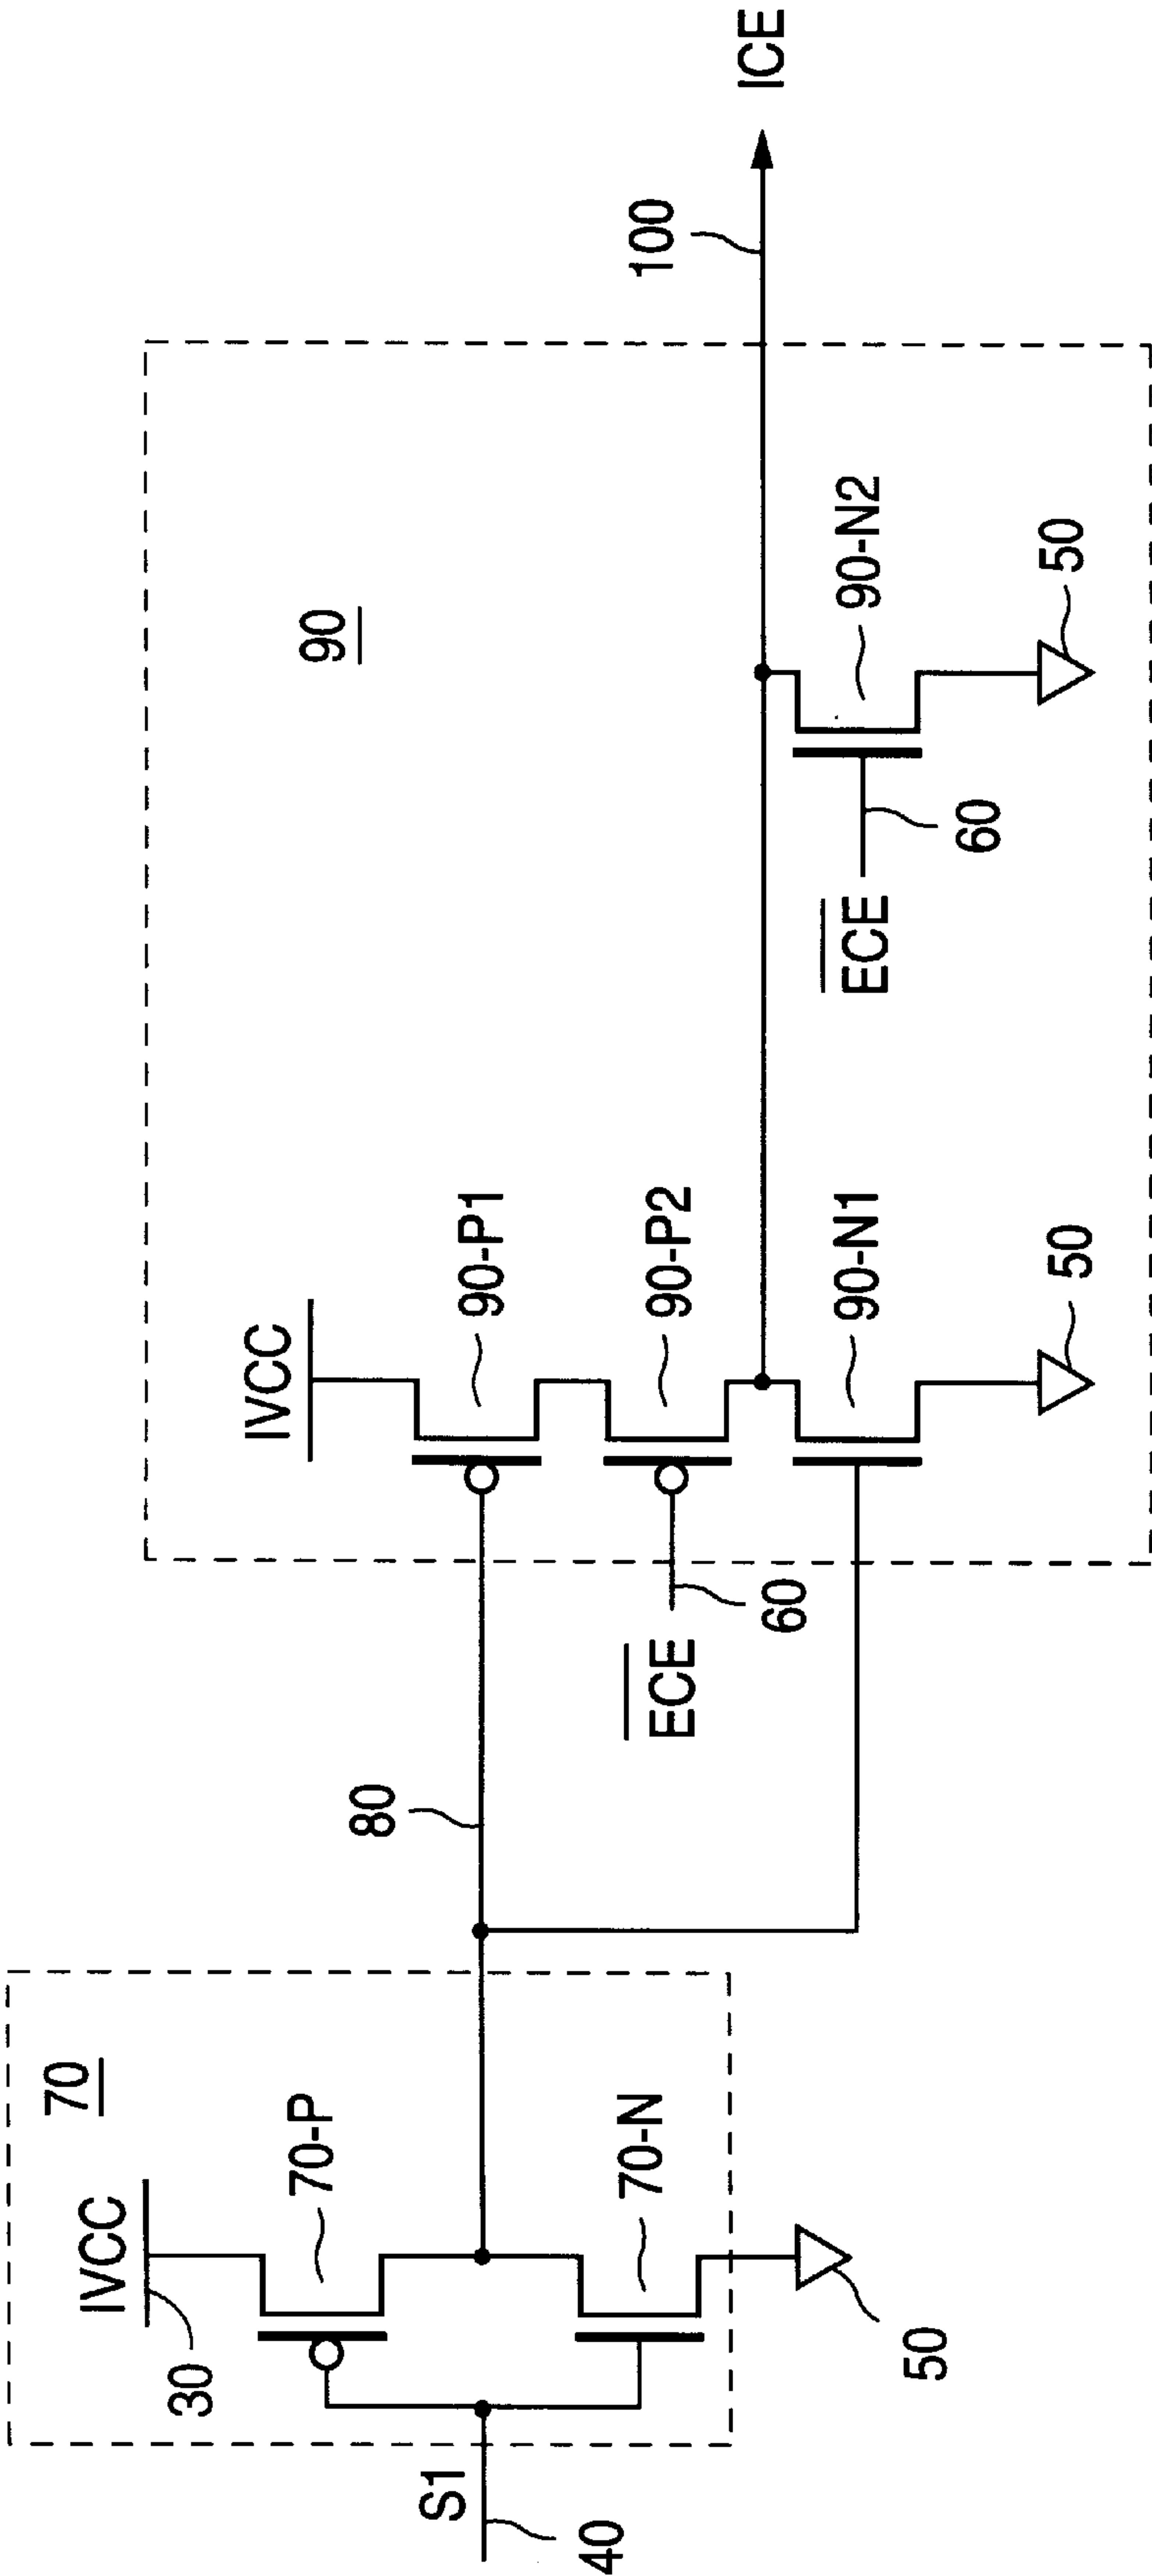 70
IVCC
30
70-P
70-N
S1
40
50
80
90
IVCC
90-P1
ECE
60
90-P2
90-N1
50
ECE
60
90-N2
50
100
ICE